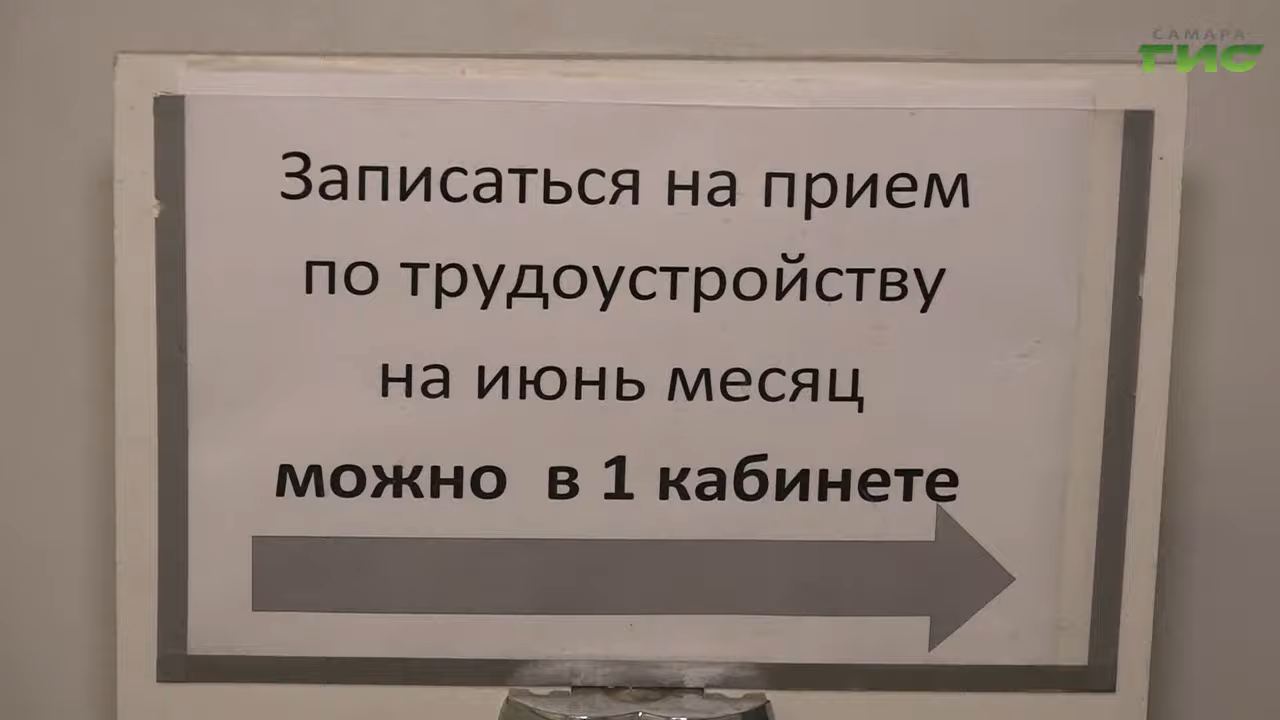 САМАРА
ГИС
Записаться на прием
по трудоустройству
на июнь месяц
можно в 1 кабинете